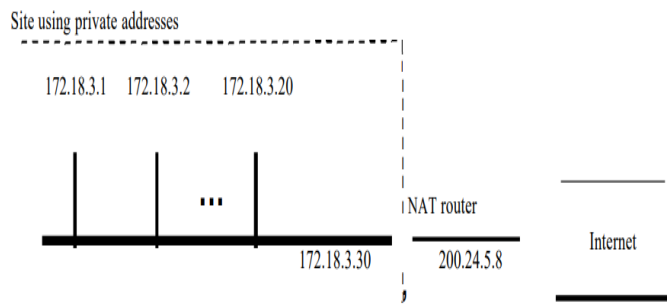 Site using private addresses
172.18.3.1 172.18.3.2 172.18.3.20
...
NAT router
172.18.3.30 200.24.5.8 Internet